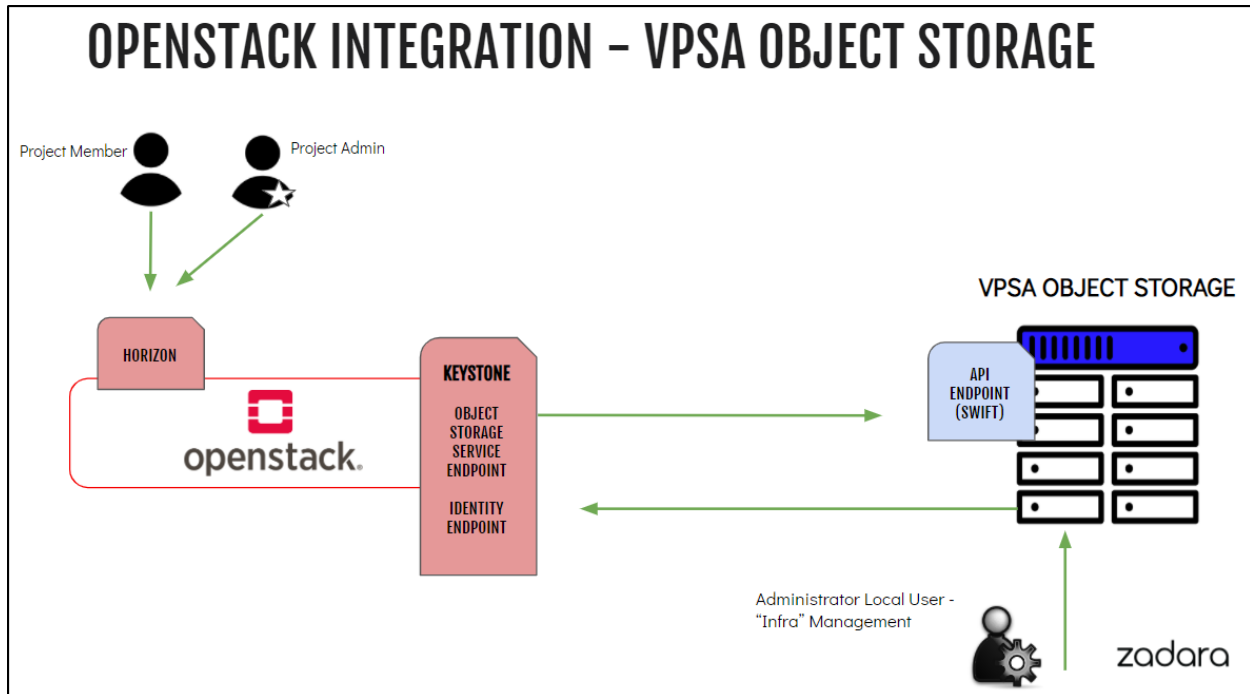 OPENSTACK INTEGRATION – VPSA OBJECT STORAGE
Project Member
Project Admin
VPSA OBJECT STORAGE
HORIZON
KEYSTONE
OBJECT
STORAGE
SERVICE
ENDPOINT
IDENTITY
ENDPOINT
openstack.
API
ENDPOINT
(SWIFT)
Administrator Local User -
“Infra” Management
zadara